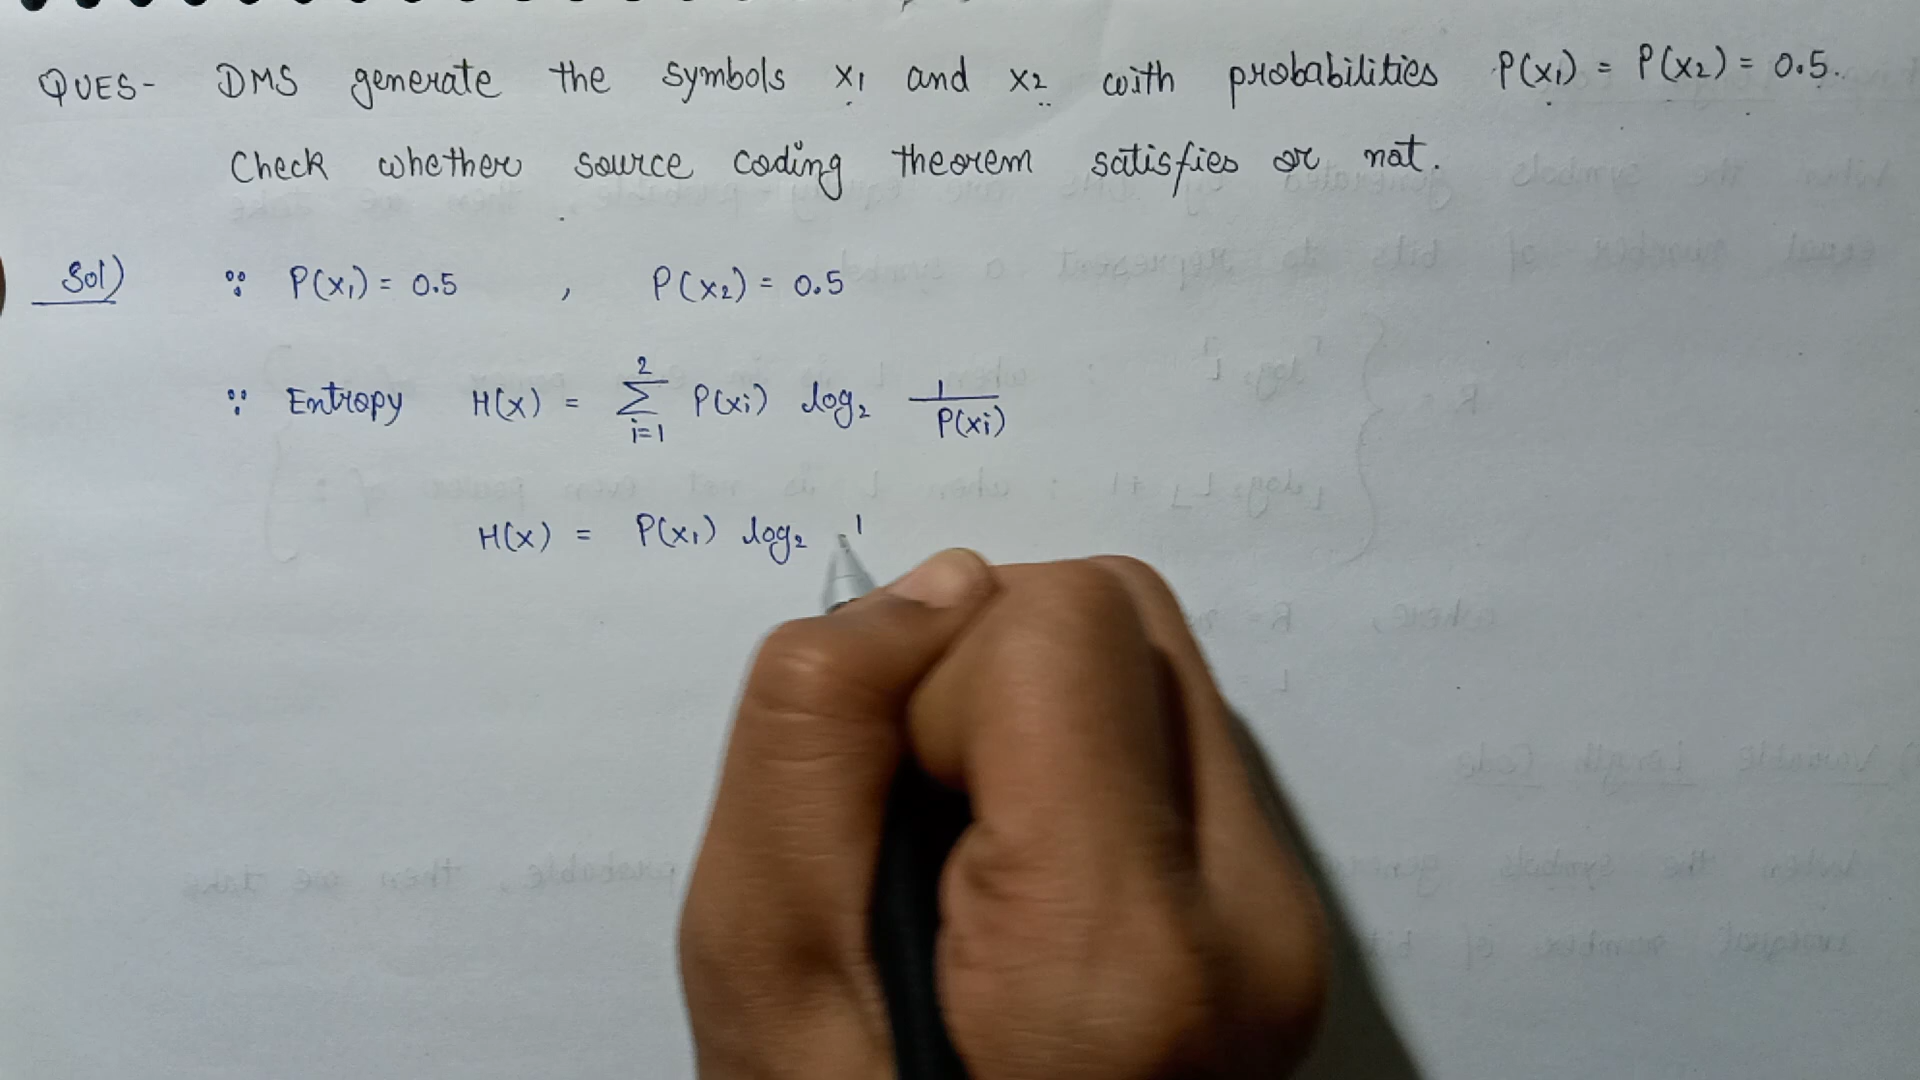 QUES- DMS generate the symbols x1 and x2 with probabilities P(x1) = P(x2) = 0.5.
Check whether source coding theorem satisfies or not.
Sol) ∵ P(x1) = 0.5 , P(x2) = 0.5
∵ Entropy H(x) = 2∑i=1 P(xi) log2 1/P(xi)
H(x) = P(x1) log2 1